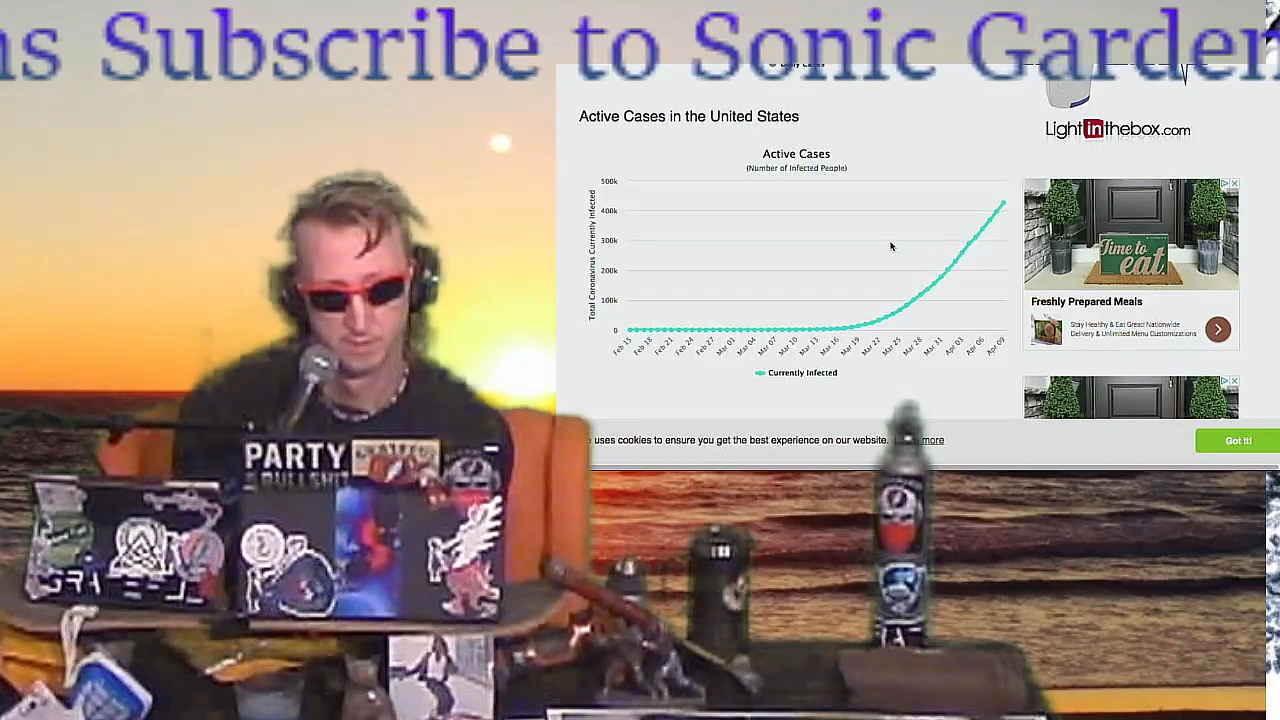 ns Subscribe to Sonic Garden
Active Cases in the United States
Active Cases
(Number of Infected People)
Total Coronavirus Currently Infected
500k
400k
300k
200k
100k
0
Feb 15
Feb 18
Feb 21
Feb 24
Feb 27
Mar 01
Mar 04
Mar 07
Mar 10
Mar 13
Mar 16
Mar 19
Mar 22
Mar 25
Mar 28
Mar 31
Apr 03
Apr 06
Apr 09
Currently Infected
Lightinthebox.com
Time to
eat.
Freshly Prepared Meals
Stay Healthy & Eat Great! Nationwide
Delivery & Unlimited Menu Customizations
e uses cookies to ensure you get the best experience on our website.
more
Got it!
PARTY
BULLSHIT